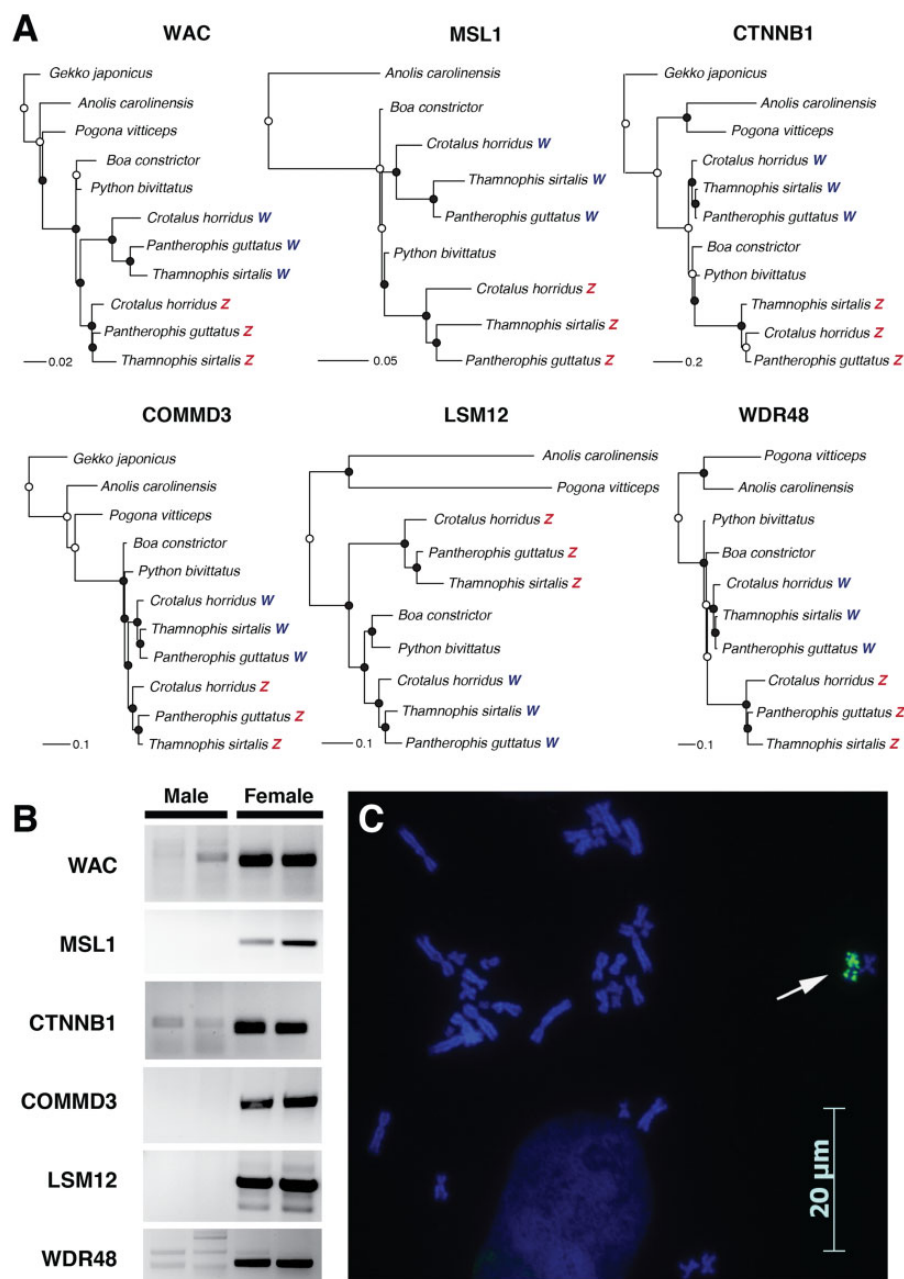 A
WAC
Gekko japonicus
Anolis carolinensis
Pogona vitticeps
Boa constrictor
Python bivittatus
Crotalus horridus W
Pantherophis guttatus W
Thamnophis sirtalis W
Crotalus horridus Z
Pantherophis guttatus Z
Thamnophis sirtalis Z
0.02
MSL1
Anolis carolinensis
Boa constrictor
Crotalus horridus W
Thamnophis sirtalis W
Pantherophis guttatus W
Python bivittatus
Crotalus horridus Z
Thamnophis sirtalis Z
Pantherophis guttatus Z
0.05
CTNNB1
Gekko japonicus
Anolis carolinensis
Pogona vitticeps
Crotalus horridus W
Thamnophis sirtalis W
Pantherophis guttatus W
Boa constrictor
Python bivittatus
Thamnophis sirtalis Z
Crotalus horridus Z
Pantherophis guttatus Z
0.2
COMMD3
Gekko japonicus
Anolis carolinensis
Pogona vitticeps
Boa constrictor
Python bivittatus
Crotalus horridus W
Thamnophis sirtalis W
Pantherophis guttatus W
Crotalus horridus Z
Pantherophis guttatus Z
Thamnophis sirtalis Z
0.1
LSM12
Anolis carolinensis
Pogona vitticeps
Crotalus horridus Z
Pantherophis guttatus Z
Thamnophis sirtalis Z
Boa constrictor
Python bivittatus
Crotalus horridus W
Thamnophis sirtalis W
Pantherophis guttatus W
0.1
WDR48
Pogona vitticeps
Anolis carolinensis
Python bivittatus
Boa constrictor
Crotalus horridus W
Thamnophis sirtalis W
Pantherophis guttatus W
Crotalus horridus Z
Pantherophis guttatus Z
Thamnophis sirtalis Z
0.1
B
Male Female
WAC
MSL1
CTNNB1
COMMD3
LSM12
WDR48
C
20 µm